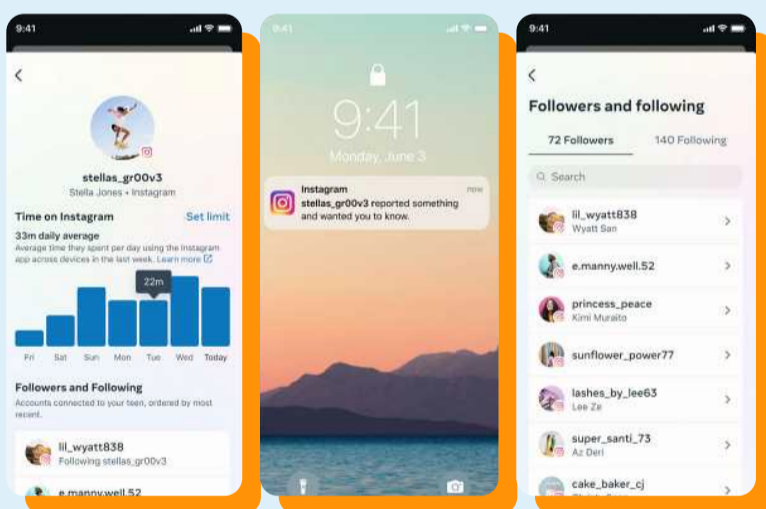 9:41
stellas_gr00v3
Stella Jones • Instagram
Time on Instagram
Set limit
33m daily average
Average time they spent per day using the Instagram
app across devices in the last week. Learn more
22m
Fri Sat Sun Mon Tue Wed Today
Followers and Following
Accounts connected to your teen, ordered by most
recent.
lil_wyatt838
Following stellas_gr00v3
e.manny.well.52
9:41
9:41
Monday, June 3
Instagram
now
stellas_gr00v3 reported something
and wanted you to know.
9:41
Followers and following
72 Followers
140 Following
Search
lil_wyatt838
Wyatt San
e.manny.well.52
princess_peace
Kimi Muraito
sunflower_power77
lashes_by_lee63
Lee Ze
super_santi_73
Az Deri
cake_baker_cj